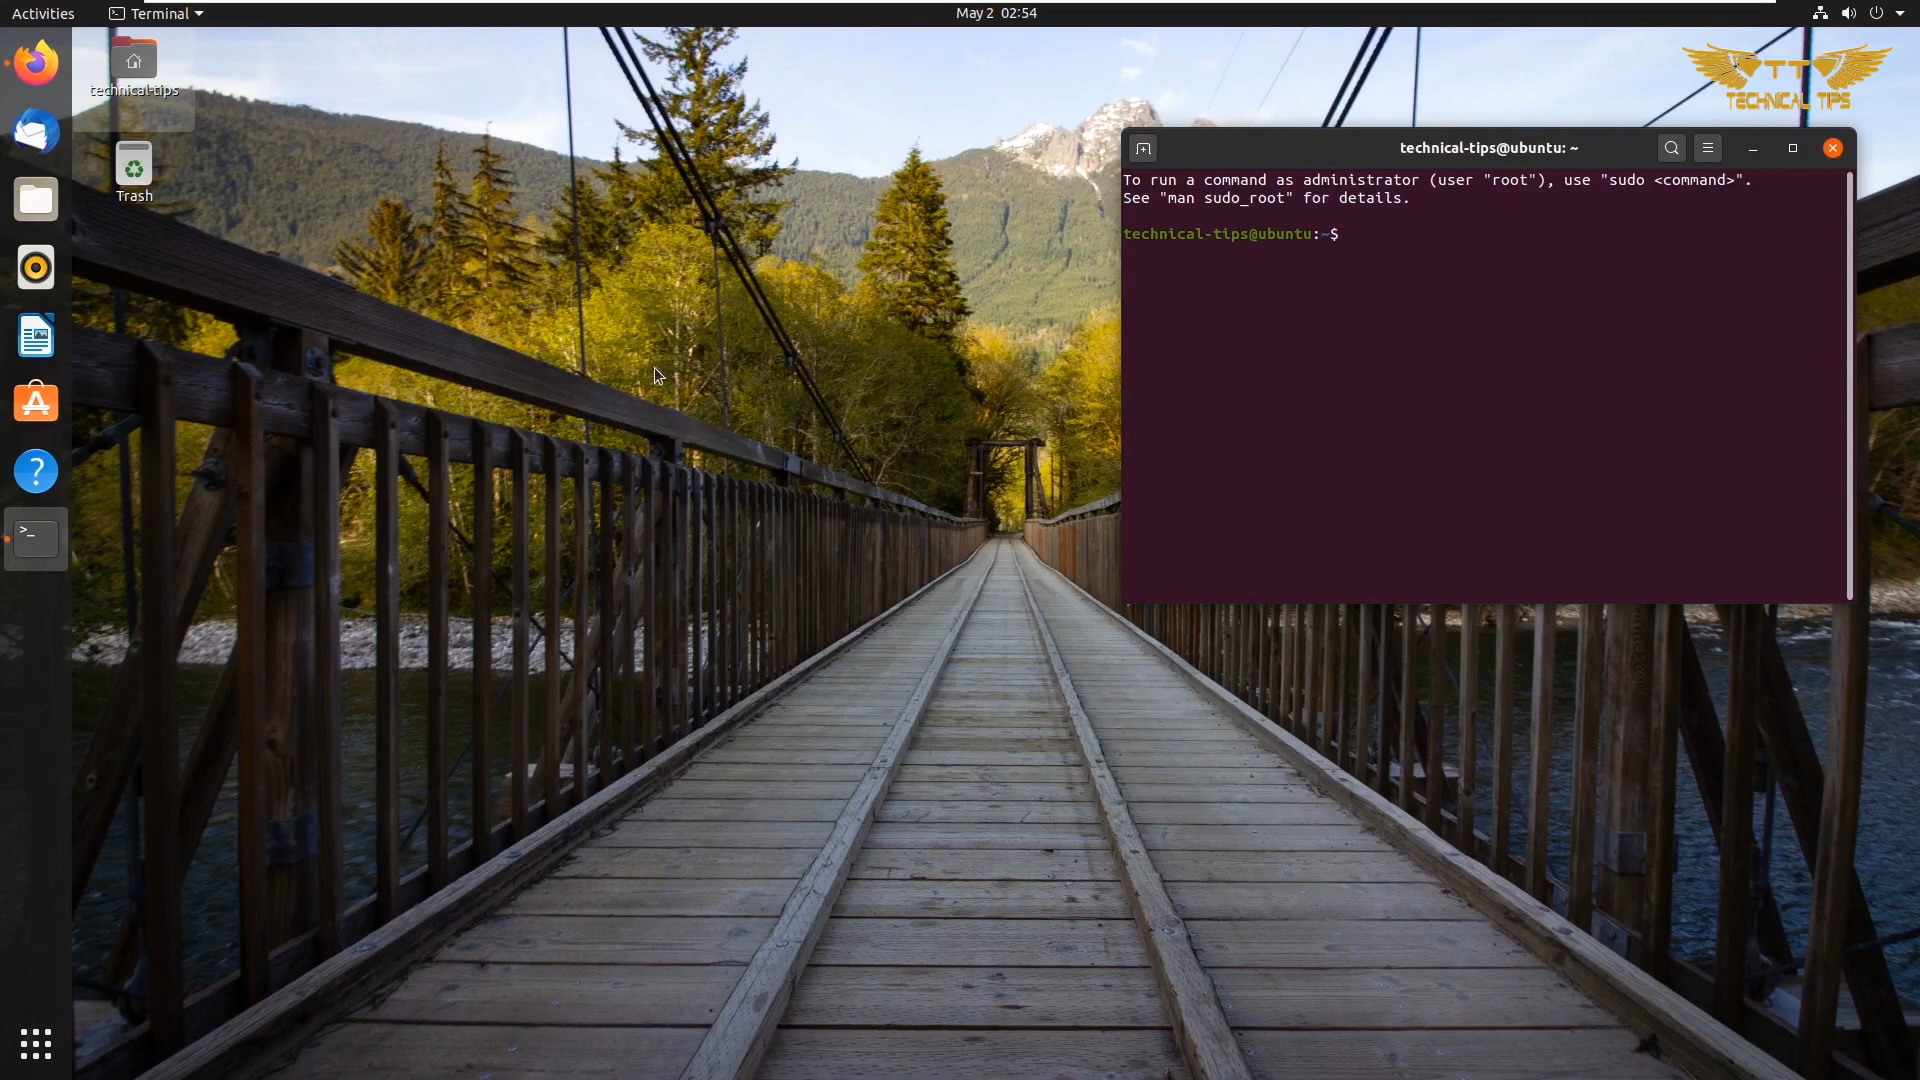 Activities
Terminal
May 2 02:54
technical-tips
Trash
TT
TECHNICAL TIPS
technical-tips@ubuntu: ~
To run a command as administrator (user "root"), use "sudo <command>".
See "man sudo_root" for details.
technical-tips@ubuntu:~$